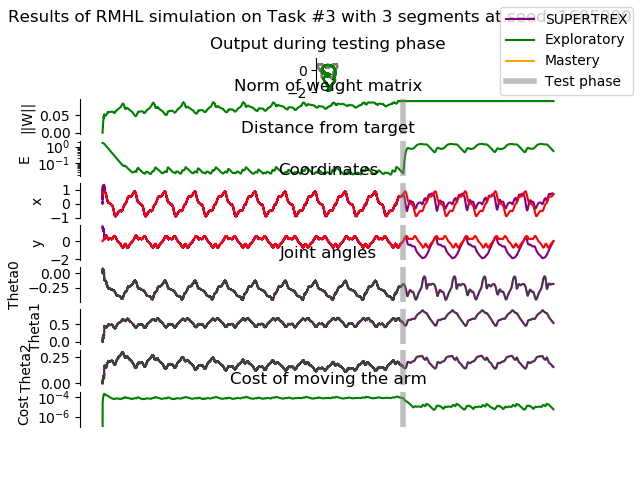 Results of RMHL simulation on Task #3 with 3 segments at
SUPERTREX
Exploratory
Mastery
Test phase
Output during testing phase
0
−2
Norm of weight matrix
||W||
0.05
0.00
Distance from target
E
10⁰
10⁻¹
Coordinates
x
1
0
−1
y
0
−2
Joint angles
Theta0
0.00
−0.25
Theta1
0.5
0.0
Theta2
0.25
0.00
Cost of moving the arm
Cost
10⁻⁴
10⁻⁶